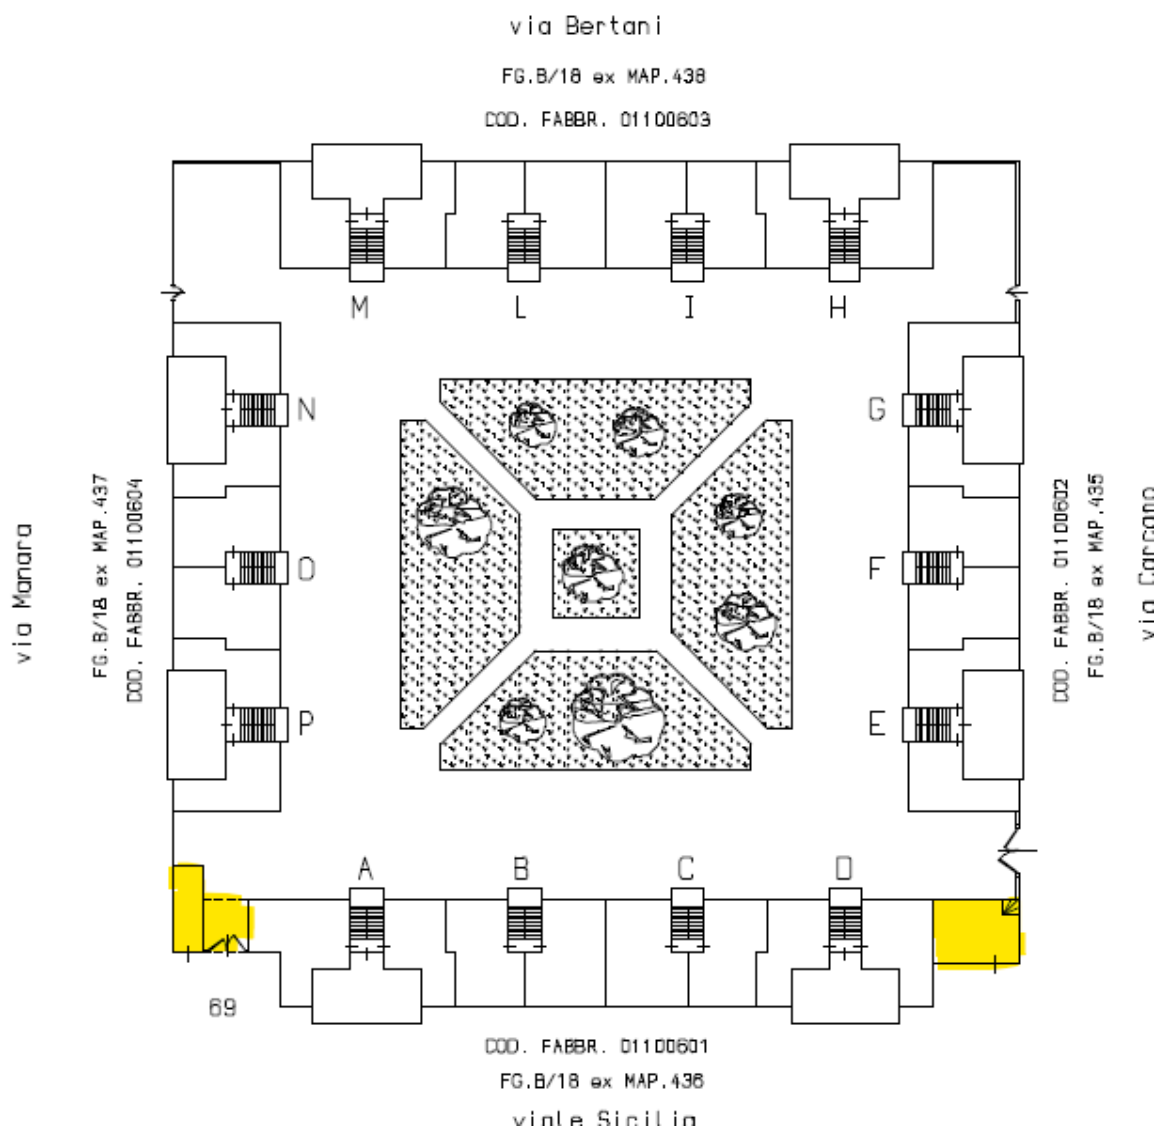 via Bertani
FG.B/18 ex MAP.438
COD. FABBR. 01100603
M
L
I
H
N
G
via Manara
FG.B/18 ex MAP.437
COD. FABBR. 01100604
O
F
COD. FABBR. 01100602
FG.B/18 ex MAP.435
via Carcano
P
E
A
B
C
D
69
COD. FABBR. 01100601
FG.B/18 ex MAP.436
viale Sicilia